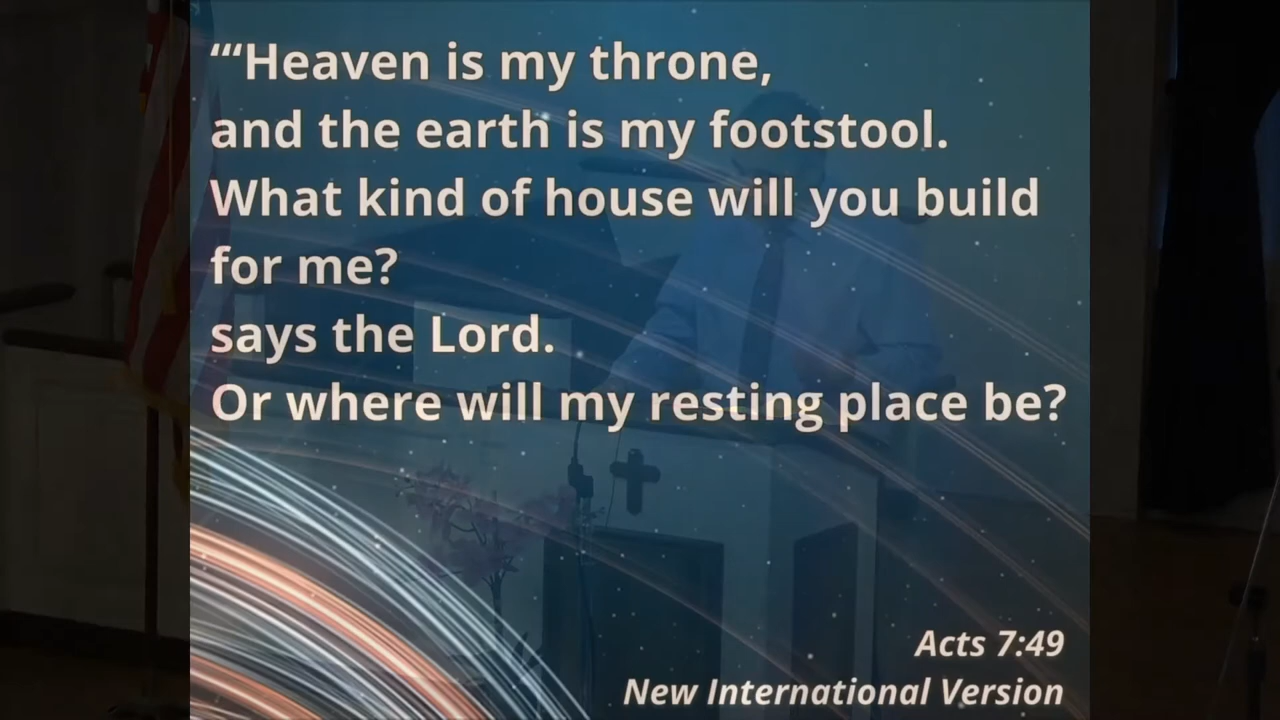 “‘Heaven is my throne,
and the earth is my footstool.
What kind of house will you build
for me?
says the Lord.
Or where will my resting place be?
Acts 7:49
New International Version